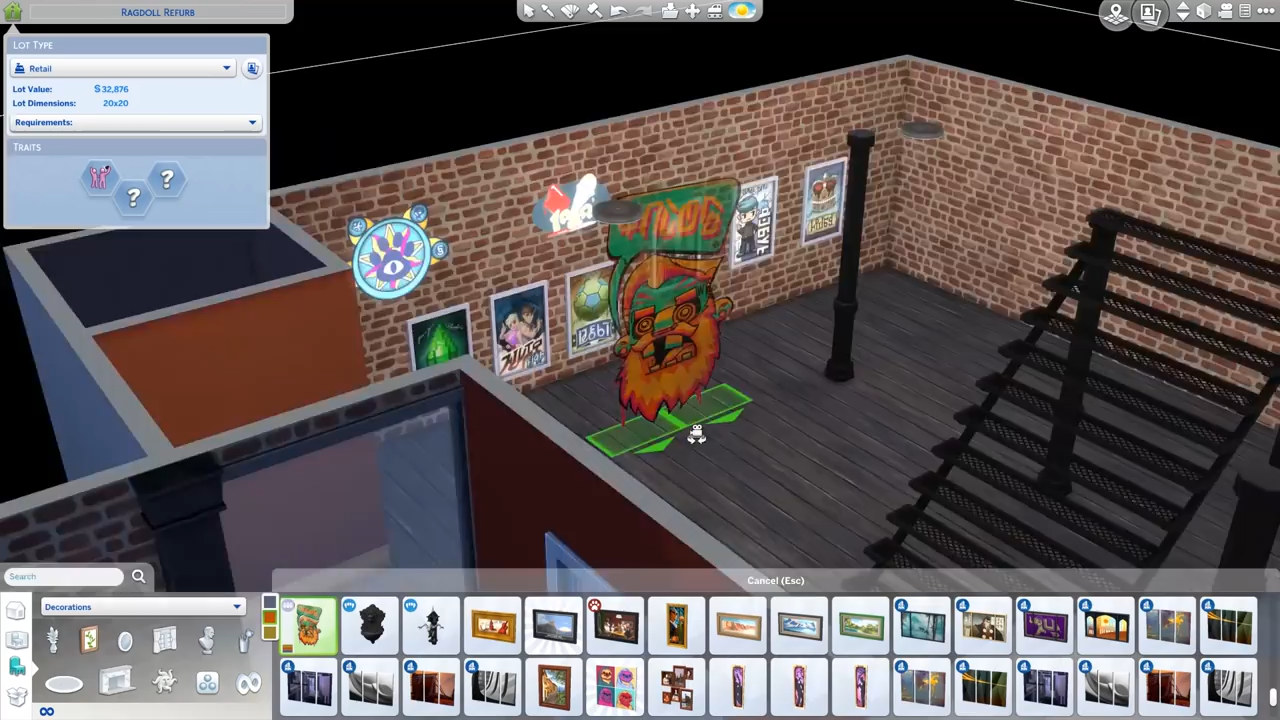 RAGDOLL REFURB
LOT TYPE
Retail
Lot Value: §32,876
Lot Dimensions: 20x20
Requirements:
TRAITS
?
?
Cancel (Esc)
Search
Decorations